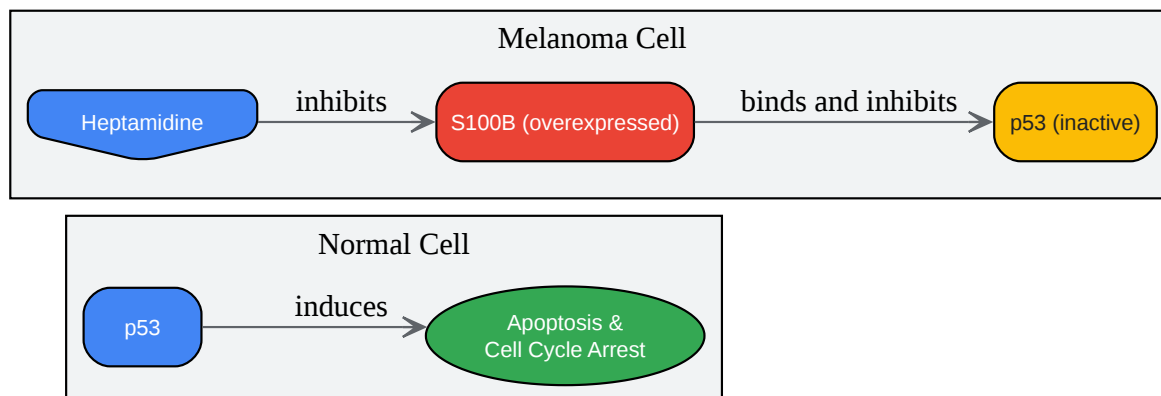 Melanoma Cell
Heptamidine
inhibits
S100B (overexpressed)
binds and inhibits
p53 (inactive)
Normal Cell
p53
induces
Apoptosis &
Cell Cycle Arrest